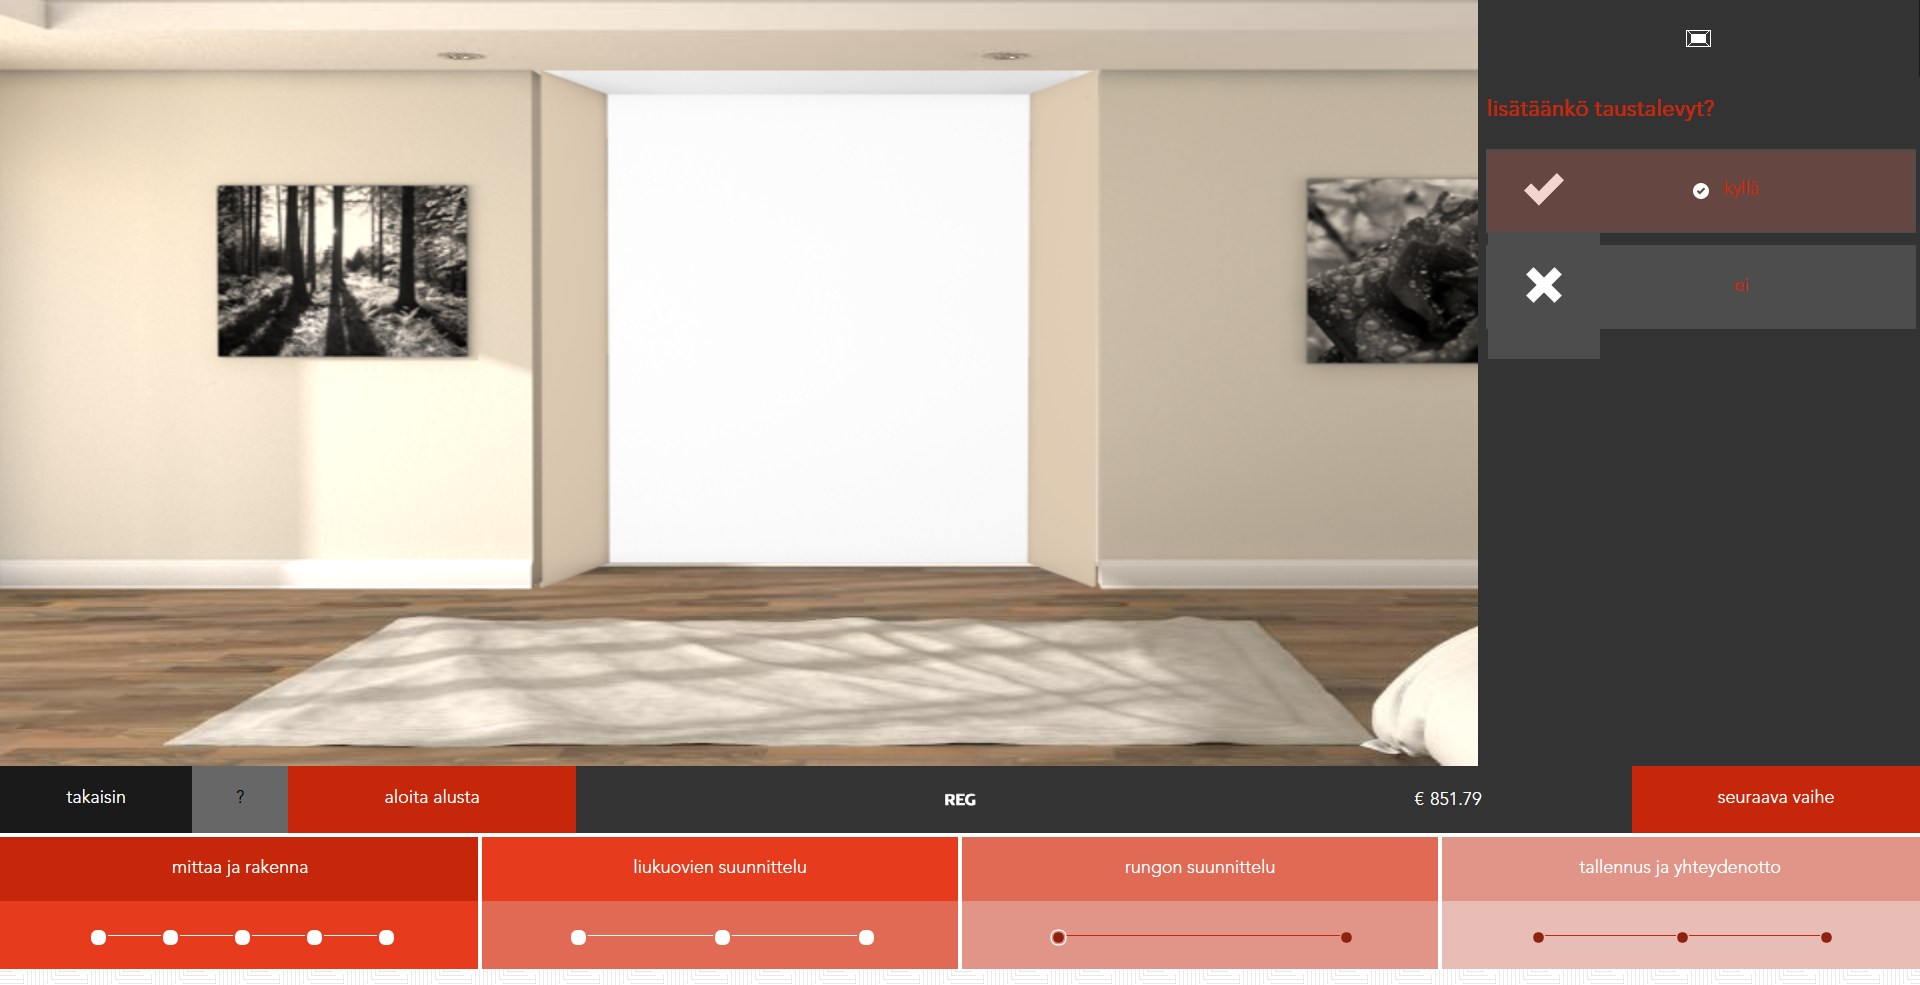 lisätäänkö taustalevyt?
kyllä
ei
takaisin
?
aloita alusta
REG
€ 851.79
seuraava vaihe
mittaa ja rakenna
liukuovien suunnittelu
rungon suunnittelu
tallennus ja yhteydenotto